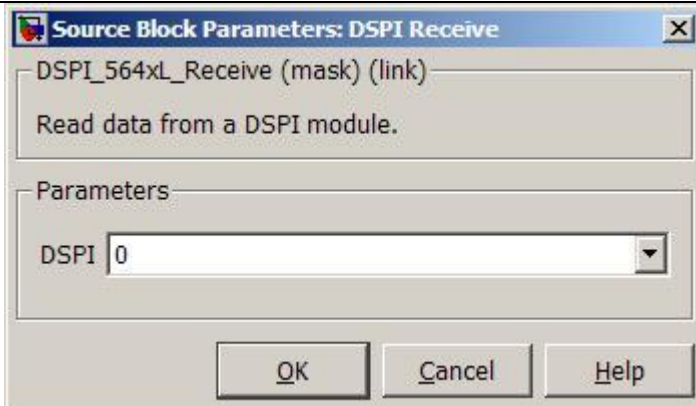 Source Block Parameters: DSPI Receive
DSPI_564xL_Receive (mask) (link)
Read data from a DSPI module.
Parameters
DSPI 0
OK Cancel Help